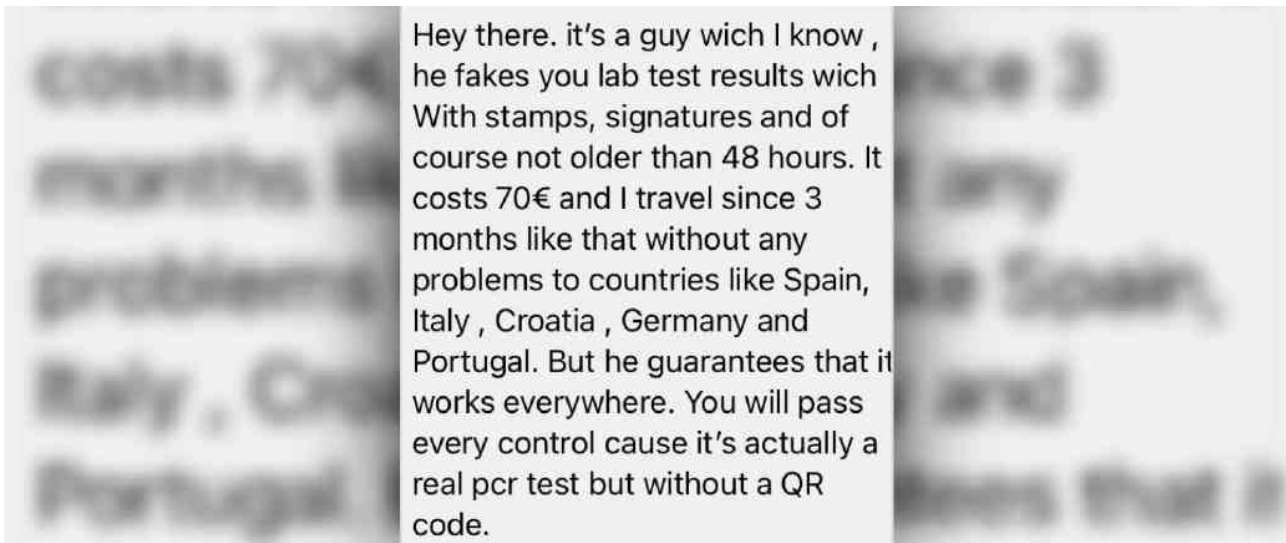 Hey there. it's a guy wich I know ,
he fakes you lab test results wich
With stamps, signatures and of
course not older than 48 hours. It
costs 70€ and I travel since 3
months like that without any
problems to countries like Spain,
Italy , Croatia , Germany and
Portugal. But he guarantees that it
works everywhere. You will pass
every control cause it's actually a
real pcr test but without a QR
code.